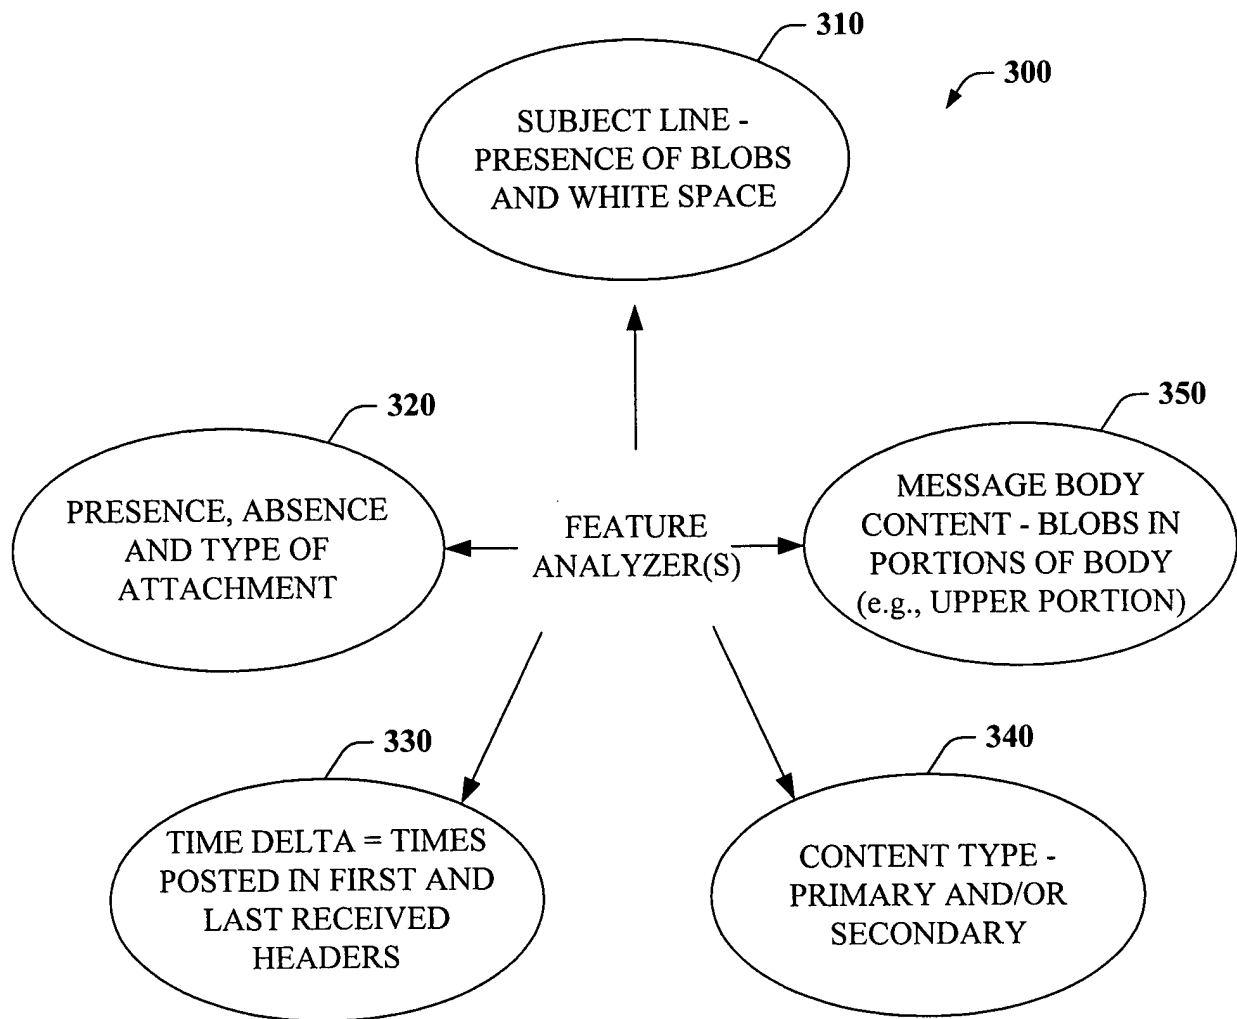 310
300
SUBJECT LINE -
PRESENCE OF BLOBS
AND WHITE SPACE
320
350
PRESENCE, ABSENCE
AND TYPE OF
ATTACHMENT
FEATURE
ANALYZER(S)
MESSAGE BODY
CONTENT - BLOBS IN
PORTIONS OF BODY
(e.g., UPPER PORTION)
330
340
TIME DELTA = TIMES
POSTED IN FIRST AND
LAST RECEIVED
HEADERS
CONTENT TYPE -
PRIMARY AND/OR
SECONDARY